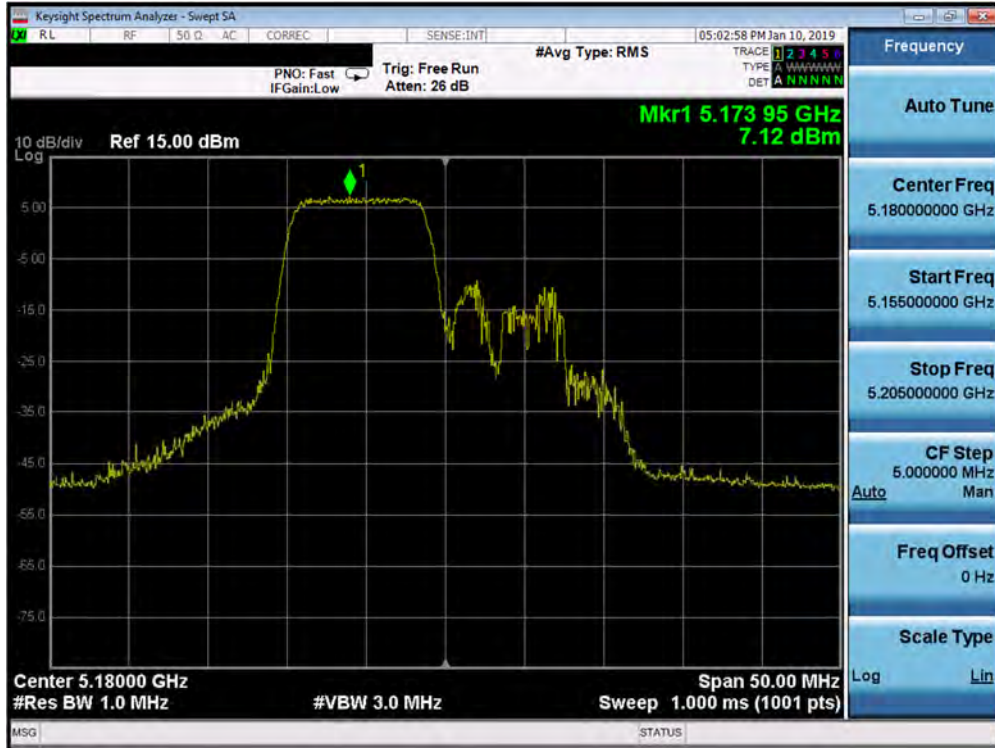 Keysight Spectrum Analyzer - Swept SA
LXI RL RF 50 Ω AC CORREC SENSE:INT 05:02:58 PM Jan 10, 2019
#Avg Type: RMS TRACE 1 2 3 4 5 6
PNO: Fast Trig: Free Run TYPE A WWWWW
IFGain:Low Atten: 26 dB DET A N N N N N
Mkr1 5.173 95 GHz
7.12 dBm
10 dB/div Ref 15.00 dBm
Log
1
5.00
-5.00
-15.0
-25.0
-35.0
-45.0
-55.0
-65.0
-75.0
Center 5.18000 GHz Span 50.00 MHz
#Res BW 1.0 MHz #VBW 3.0 MHz Sweep 1.000 ms (1001 pts)
MSG STATUS
Frequency
Auto Tune
Center Freq
5.180000000 GHz
Start Freq
5.155000000 GHz
Stop Freq
5.205000000 GHz
CF Step
5.000000 MHz
Auto Man
Freq Offset
0 Hz
Scale Type
Log Lin